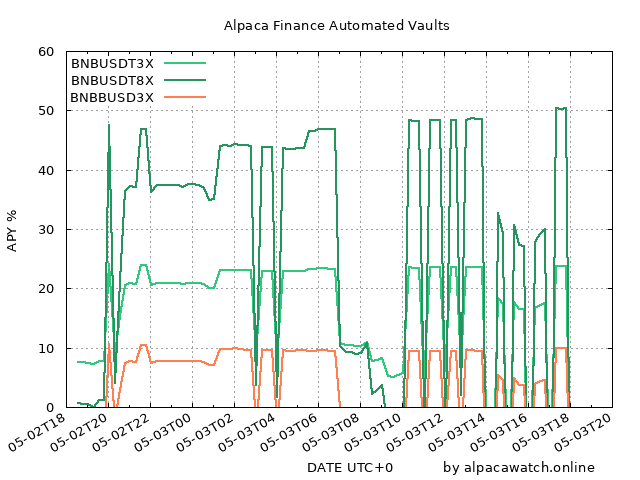 Alpaca Finance Automated Vaults
BNBUSDT3X
BNBUSDT8X
BNBBUSD3X
60
50
40
30
20
10
0
APY %
05-02T18
05-02T20
05-02T22
05-03T00
05-03T02
05-03T04
05-03T06
05-03T08
05-03T10
05-03T12
05-03T14
05-03T16
05-03T18
05-03T20
DATE UTC+0
by alpacawatch.online